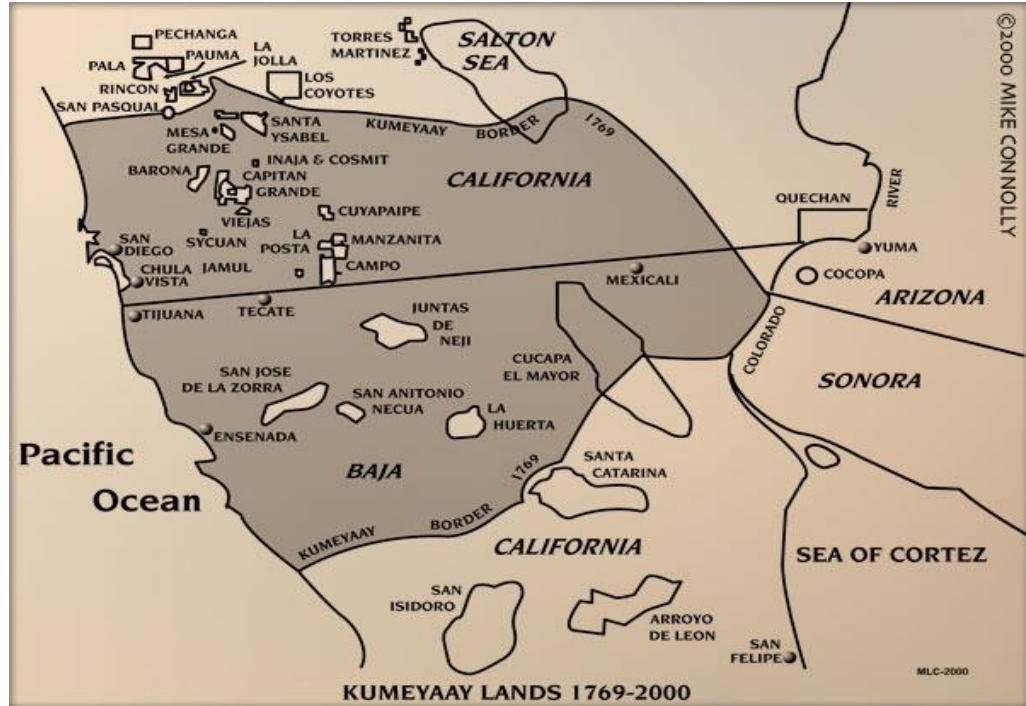 ©2000 MIKE CONNOLLY
PECHANGA
PAUMA
LA
JOLLA
PALA
RINCON
SAN PASQUAL
LOS
COYOTES
TORRES
MARTINEZ
SALTON
SEA
KUMEYAAY BORDER 1769
MESA
GRANDE
SANTA
YSABEL
INAJA & COSMIT
BARONA
CAPITAN
GRANDE
CALIFORNIA
VIEJAS
CUYAPAIPE
QUECHAN
RIVER
SAN
DIEGO
SYCUAN
LA
POSTA
MANZANITA
YUMA
CHULA
VISTA
JAMUL
CAMPO
MEXICALI
COCOPA
ARIZONA
TIJUANA
TECATE
JUNTAS
DE
NEJI
COLORADO
CUCAPA
EL MAYOR
SAN JOSE
DE LA ZORRA
SAN ANITONIO
NECUA
LA
HUERTA
SONORA
ENSENADA
Pacific
Ocean
BAJA
SANTA
CATARINA
KUMEYAAY BORDER 1769
CALIFORNIA
SEA OF CORTEZ
SAN
ISIDORO
ARROYO
DE LEON
SAN
FELIPE
MLC-2000
KUMEYAAY LANDS 1769-2000